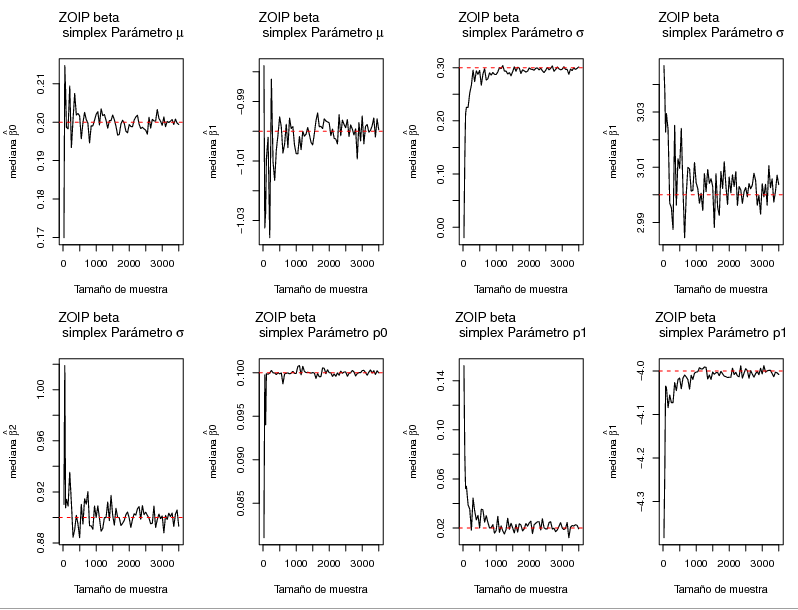 ZOIP beta
simplex Parámetro μ
mediana β̂0
0.21
0.20
0.19
0.18
0.17
0 1000 2000 3000
Tamaño de muestra
ZOIP beta
simplex Parámetro μ
mediana β̂1
−0.99
−1.01
−1.03
0 1000 2000 3000
Tamaño de muestra
ZOIP beta
simplex Parámetro σ
mediana β̂0
0.30
0.20
0.10
0.00
0 1000 2000 3000
Tamaño de muestra
ZOIP beta
simplex Parámetro σ
mediana β̂1
3.03
3.01
2.99
0 1000 2000 3000
Tamaño de muestra
ZOIP beta
simplex Parámetro σ
mediana β̂2
1.00
0.96
0.92
0.88
0 1000 2000 3000
Tamaño de muestra
ZOIP beta
simplex Parámetro p0
mediana β̂0
0.100
0.095
0.090
0.085
0 1000 2000 3000
Tamaño de muestra
ZOIP beta
simplex Parámetro p1
mediana β̂0
0.14
0.10
0.06
0.02
0 1000 2000 3000
Tamaño de muestra
ZOIP beta
simplex Parámetro p1
mediana β̂1
−4.0
−4.1
−4.2
−4.3
0 1000 2000 3000
Tamaño de muestra